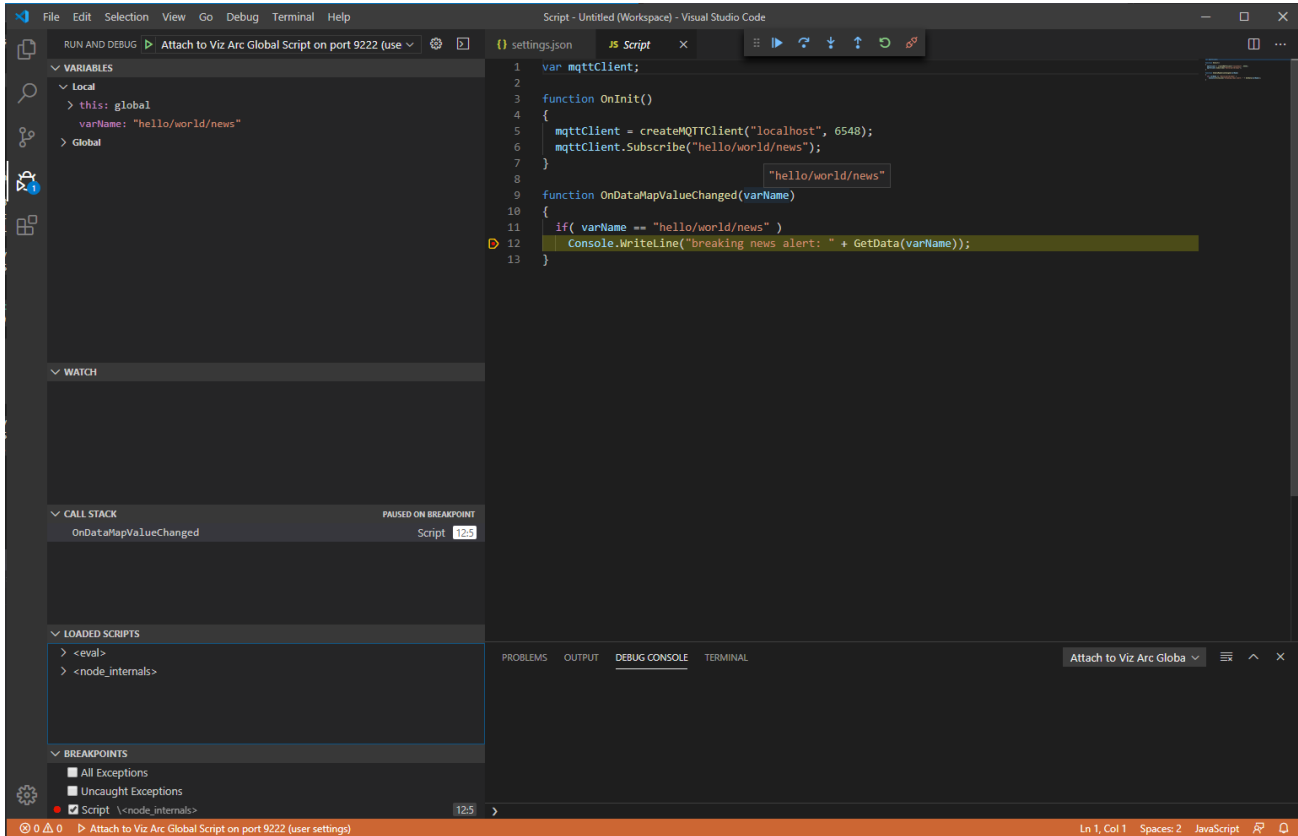 File Edit Selection View Go Debug Terminal Help
Script - Untitled (Workspace) - Visual Studio Code
RUN AND DEBUG Attach to Viz Arc Global Script on port 9222 (use
VARIABLES
Local
this: global
varName: "hello/world/news"
Global
WATCH
CALL STACK PAUSED ON BREAKPOINT
OnDataMapValueChanged Script 12:5
LOADED SCRIPTS
<eval>
<node_internals>
BREAKPOINTS
All Exceptions
Uncaught Exceptions
Script \<node_internals> 12:5
{} settings.json JS Script
1 var mqttClient;
2
3 function OnInit()
4 {
5 mqttClient = createMQTTClient("localhost", 6548);
6 mqttClient.Subscribe("hello/world/news");
7 }
"hello/world/news"
8
9 function OnDataMapValueChanged(varName)
10 {
11 if( varName == "hello/world/news" )
12 Console.WriteLine("breaking news alert: " + GetData(varName));
13 }
PROBLEMS OUTPUT DEBUG CONSOLE TERMINAL Attach to Viz Arc Globa
1
0 0 Attach to Viz Arc Global Script on port 9222 (user settings) Ln 1, Col 1 Spaces: 2 JavaScript